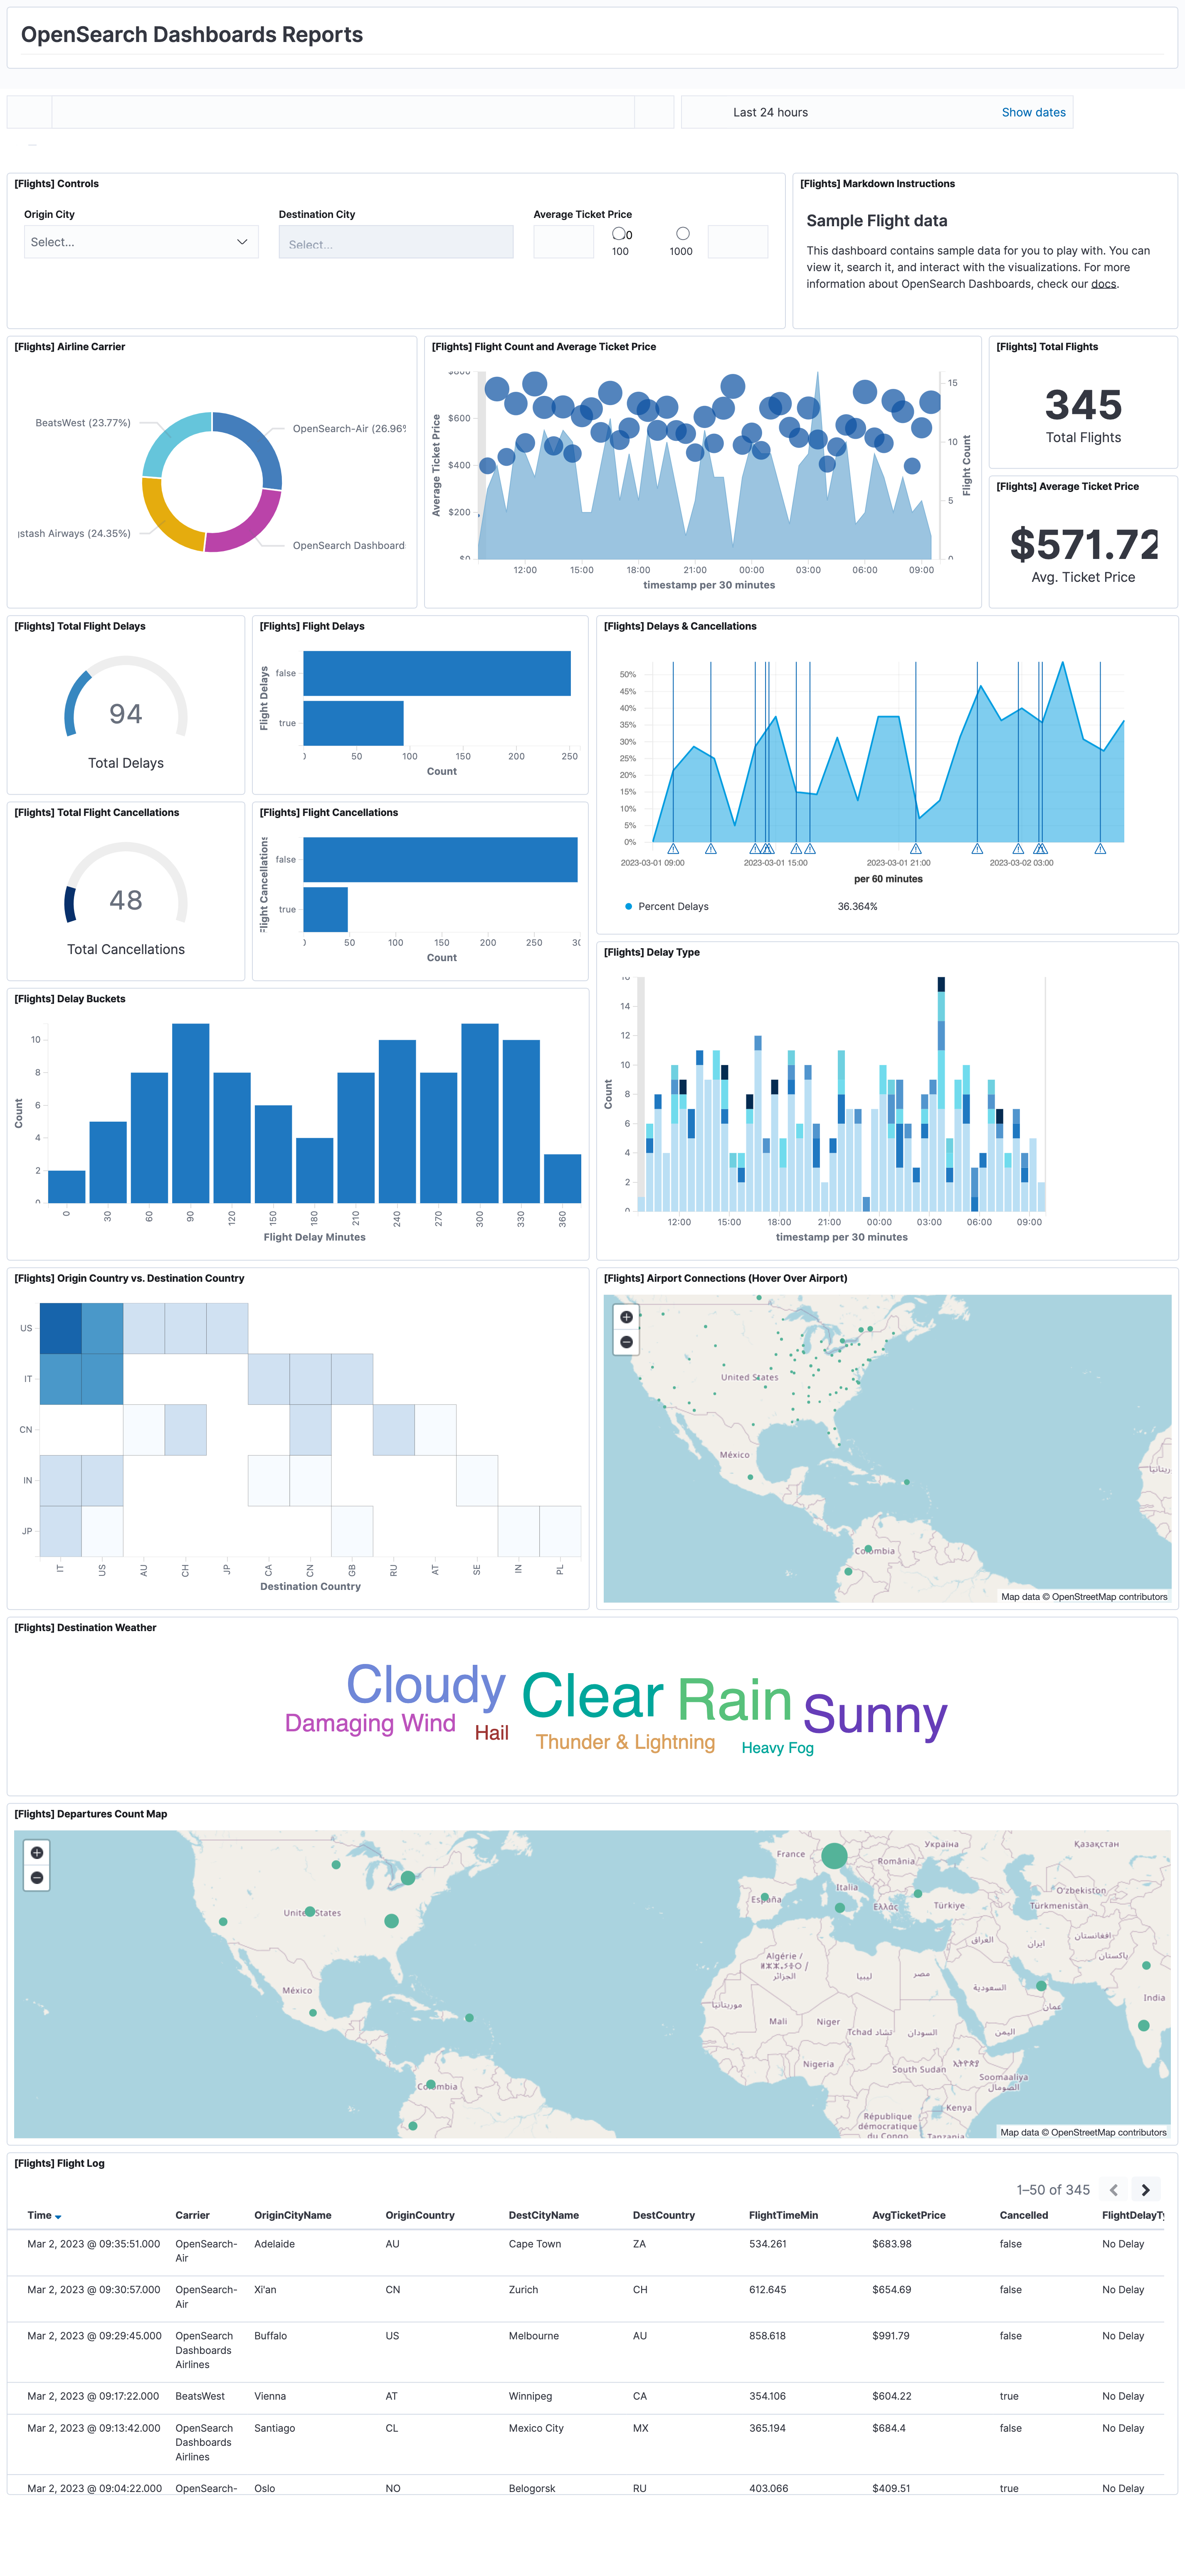 OpenSearch Dashboards Reports
Last 24 hours
Show dates
[Flights] Controls
Origin City
Select...
Destination City
Select...
Average Ticket Price
100
1000
[Flights] Markdown Instructions
Sample Flight data
This dashboard contains sample data for you to play with. You can
view it, search it, and interact with the visualizations. For more
information about OpenSearch Dashboards, check our docs.
[Flights] Airline Carrier
BeatsWest (23.77%)
OpenSearch-Air (26.96%
stash Airways (24.35%)
OpenSearch Dashboard
[Flights] Flight Count and Average Ticket Price
Average Ticket Price
$800
$600
$400
$200
$0
15
10
5
0
Flight Count
12:00
15:00
18:00
21:00
00:00
03:00
06:00
09:00
timestamp per 30 minutes
[Flights] Total Flights
345
Total Flights
[Flights] Average Ticket Price
$571.72
Avg. Ticket Price
[Flights] Total Flight Delays
94
Total Delays
[Flights] Flight Delays
Flight Delays
false
true
0
50
100
150
200
250
Count
[Flights] Total Flight Cancellations
48
Total Cancellations
[Flights] Flight Cancellations
Flight Cancellations
false
true
0
50
100
150
200
250
30
Count
[Flights] Delays & Cancellations
50%
45%
40%
35%
30%
25%
20%
15%
10%
5%
0%
2023-03-01 09:00
2023-03-01 15:00
2023-03-01 21:00
2023-03-02 03:00
per 60 minutes
Percent Delays
36.364%
[Flights] Delay Buckets
Count
10
8
6
4
2
0
0
30
60
90
120
150
180
210
240
270
300
330
360
Flight Delay Minutes
[Flights] Delay Type
Count
16
14
12
10
8
6
4
2
0
12:00
15:00
18:00
21:00
00:00
03:00
06:00
09:00
timestamp per 30 minutes
[Flights] Origin Country vs. Destination Country
US
IT
CN
IN
JP
IT
US
AU
CH
JP
CA
CN
GB
RU
AT
SE
IN
PL
Destination Country
[Flights] Airport Connections (Hover Over Airport)
United States
México
Colombia
Map data © OpenStreetMap contributors
[Flights] Destination Weather
Cloudy
Clear
Rain
Sunny
Damaging Wind
Hail
Thunder & Lightning
Heavy Fog
[Flights] Departures Count Map
United States
México
Colombia
France
Україна
Қазақстан
România
Italia
España
Ελλάς
Türkiye
O'zbekiston
Türkmenistan
افغانستان
ایران
العراق
پاکستان
Algérie /
الجزائر
ليبيا
مصر
السعودية
عمان
India
موريتانيا
Mali
Niger
Tchad تشاد
السودان
اليمن
Nigeria
South Sudan
Soomaaliya
الصومال
Kenya
République
démocratique
du Congo
Tanzania
Map data © OpenStreetMap contributors
[Flights] Flight Log
1–50 of 345
Time Carrier OriginCityName OriginCountry DestCityName DestCountry FlightTimeMin AvgTicketPrice Cancelled FlightDelayTy
Mar 2, 2023 @ 09:35:51.000 OpenSearch- Adelaide AU Cape Town ZA 534.261 $683.98 false No Delay
Air
Mar 2, 2023 @ 09:30:57.000 OpenSearch- Xi'an CN Zurich CH 612.645 $654.69 false No Delay
Air
Mar 2, 2023 @ 09:29:45.000 OpenSearch Buffalo US Melbourne AU 858.618 $991.79 false No Delay
Dashboards
Airlines
Mar 2, 2023 @ 09:17:22.000 BeatsWest Vienna AT Winnipeg CA 354.106 $604.22 true No Delay
Mar 2, 2023 @ 09:13:42.000 OpenSearch Santiago CL Mexico City MX 365.194 $684.4 false No Delay
Dashboards
Airlines
Mar 2, 2023 @ 09:04:22.000 OpenSearch- Oslo NO Belogorsk RU 403.066 $409.51 true No Delay